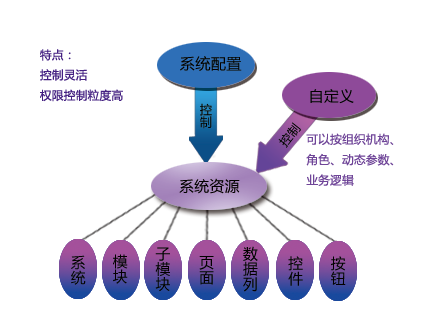 特点：
控制灵活
权限控制粒度高
系统配置
自定义
控制
控制
可以按组织机构、
角色、动态参数、
业务逻辑
系统资源
系统
模块
子模块
页面
数据列
控件
按钮